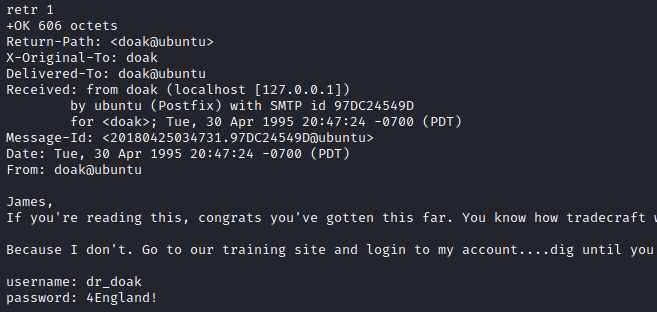 retr 1
+OK 606 octets
Return-Path: <doak@ubuntu>
X-Original-To: doak
Delivered-To: doak@ubuntu
Received: from doak (localhost [127.0.0.1])
by ubuntu (Postfix) with SMTP id 97DC24549D
for <doak>; Tue, 30 Apr 1995 20:47:24 -0700 (PDT)
Message-Id: <20180425034731.97DC24549D@ubuntu>
Date: Tue, 30 Apr 1995 20:47:24 -0700 (PDT)
From: doak@ubuntu
James,
If you're reading this, congrats you've gotten this far. You know how tradecraft
Because I don't. Go to our training site and login to my account....dig until you
username: dr_doak
password: 4England!